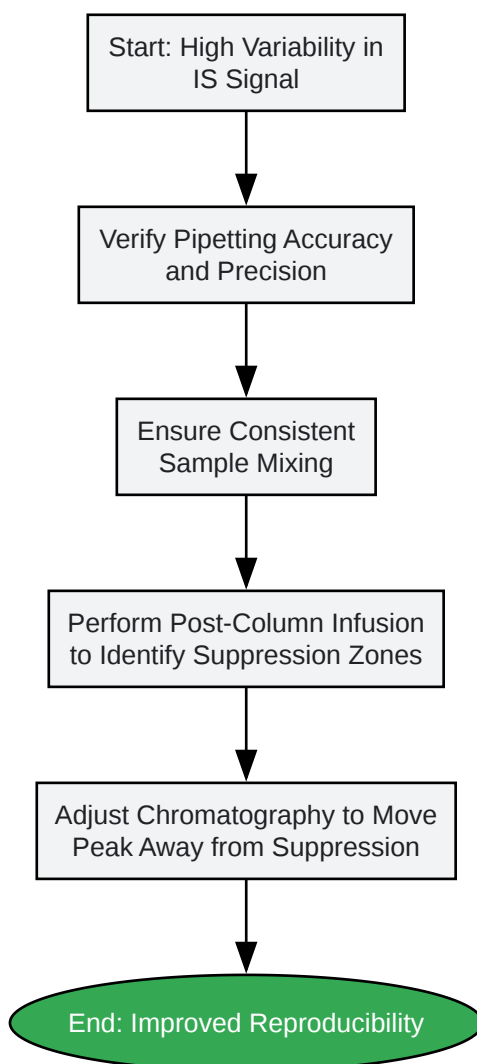 Start: High Variability in
IS Signal
Verify Pipetting Accuracy
and Precision
Ensure Consistent
Sample Mixing
Perform Post-Column Infusion
to Identify Suppression Zones
Adjust Chromatography to Move
Peak Away from Suppression
End: Improved Reproducibility